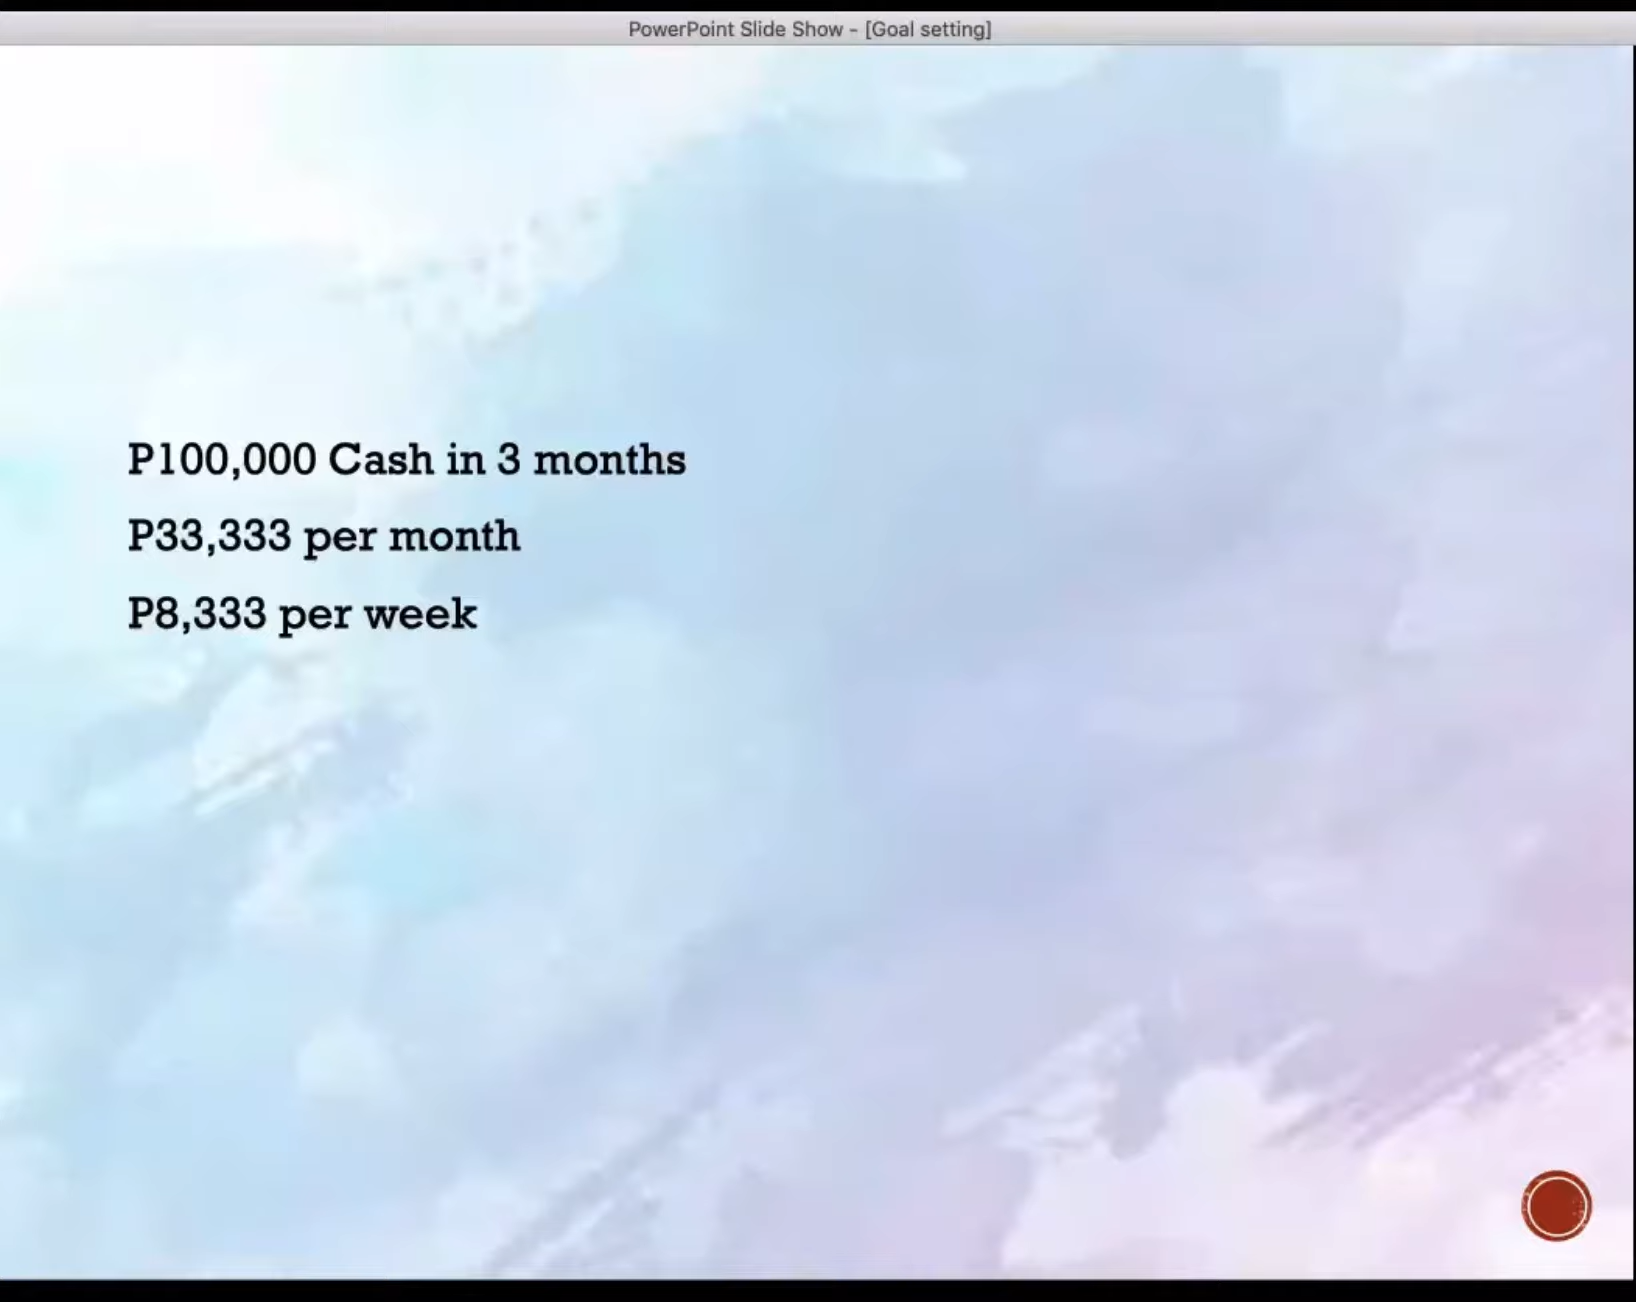 PowerPoint Slide Show - [Goal setting]
P100,000 Cash in 3 months
P33,333 per month
P8,333 per week